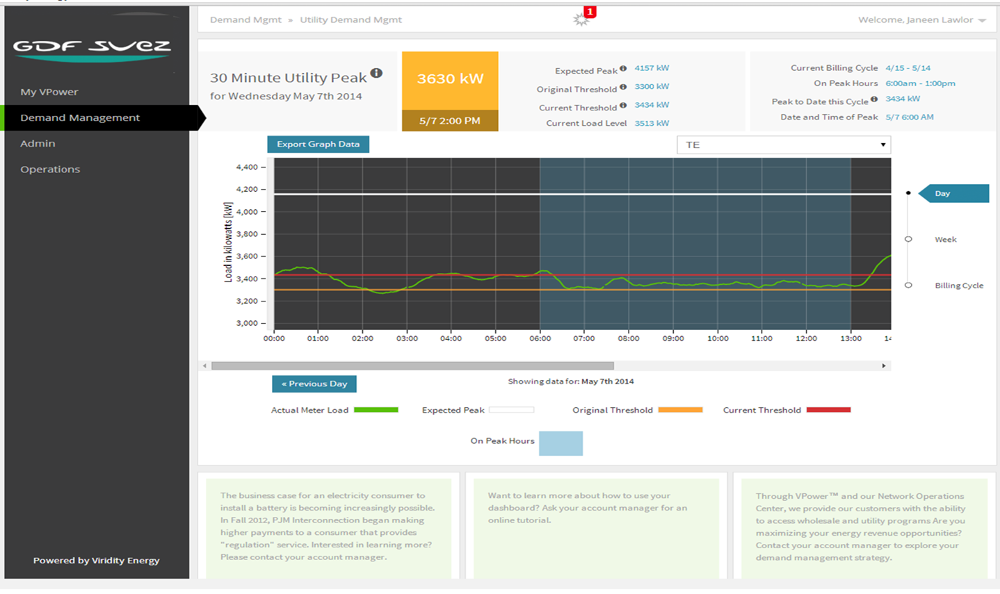 Demand Mgmt » Utility Demand Mgmt
1
Welcome, Janeen Lawlor
GDF SUEZ
My VPower
Demand Management
Admin
Operations
Powered by Viridity Energy
30 Minute Utility Peak
for Wednesday May 7th 2014
3630 kW
5/7 2:00 PM
Expected Peak 4157 kW
Original Threshold 3300 kW
Current Threshold 3434 kW
Current Load Level 3513 kW
Current Billing Cycle 4/15 - 5/14
On Peak Hours 6:00am - 1:00pm
Peak to Date this Cycle 3434 kW
Date and Time of Peak 5/7 6:00 AM
Export Graph Data
TE
Load in kilowatts [kW]
4,400
4,200
4,000
3,800
3,600
3,400
3,200
3,000
00:00 01:00 02:00 03:00 04:00 05:00 06:00 07:00 08:00 09:00 10:00 11:00 12:00 13:00 14
Day
Week
Billing Cycle
« Previous Day
Showing data for: May 7th 2014
Actual Meter Load
Expected Peak
Original Threshold
Current Threshold
On Peak Hours
The business case for an electricity consumer to
install a battery is becoming increasingly possible.
In Fall 2012, PJM Interconnection began making
higher payments to a consumer that provides
"regulation" service. Interested in learning more?
Please contact your account manager.
Want to learn more about how to use your
dashboard? Ask your account manager for an
online tutorial.
Through VPower™ and our Network Operations
Center, we provide our customers with the ability
to access wholesale and utility programs Are you
maximizing your energy revenue opportunities?
Contact your account manager to explore your
demand management strategy.